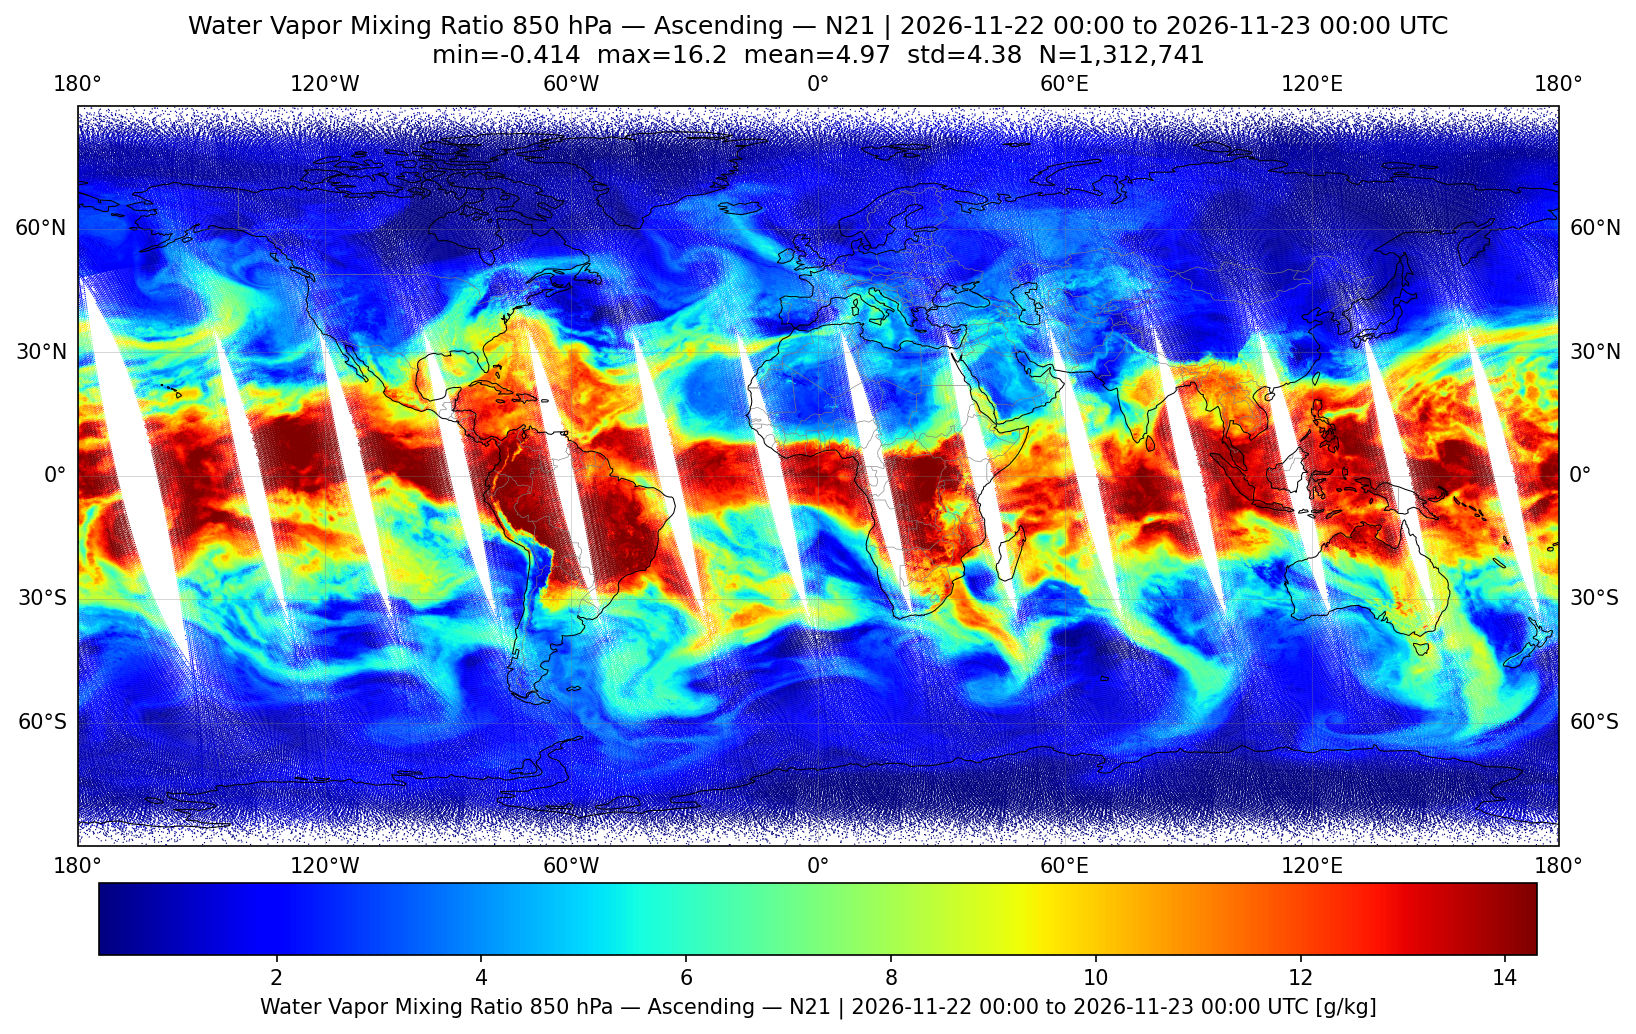 Water Vapor Mixing Ratio 850 hPa — Ascending — N21 | 2026-11-22 00:00 to 2026-11-23 00:00 UTC
min=-0.414 max=16.2 mean=4.97 std=4.38 N=1,312,741
180° 120°W 60°W 0° 60°E 120°E 180°
60°N 60°N
30°N 30°N
0° 0°
30°S 30°S
60°S 60°S
180° 120°W 60°W 0° 60°E 120°E 180°
2 4 6 8 10 12 14
Water Vapor Mixing Ratio 850 hPa — Ascending — N21 | 2026-11-22 00:00 to 2026-11-23 00:00 UTC [g/kg]